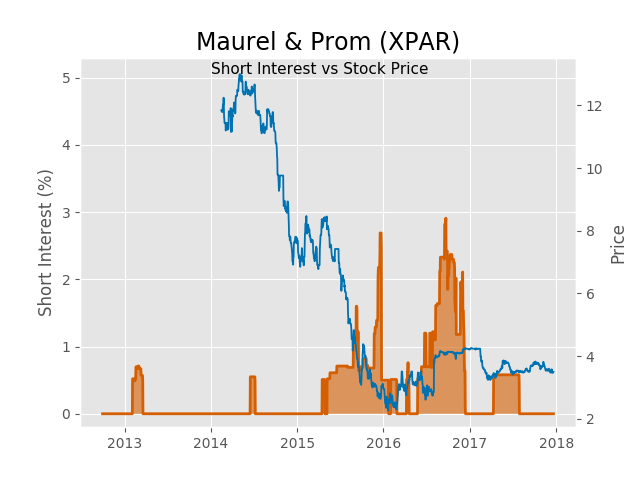 Maurel & Prom (XPAR)
Short Interest vs Stock Price
Short Interest (%)
5
4
3
2
1
0
12
10
8
6
4
2
Price
2013 2014 2015 2016 2017 2018